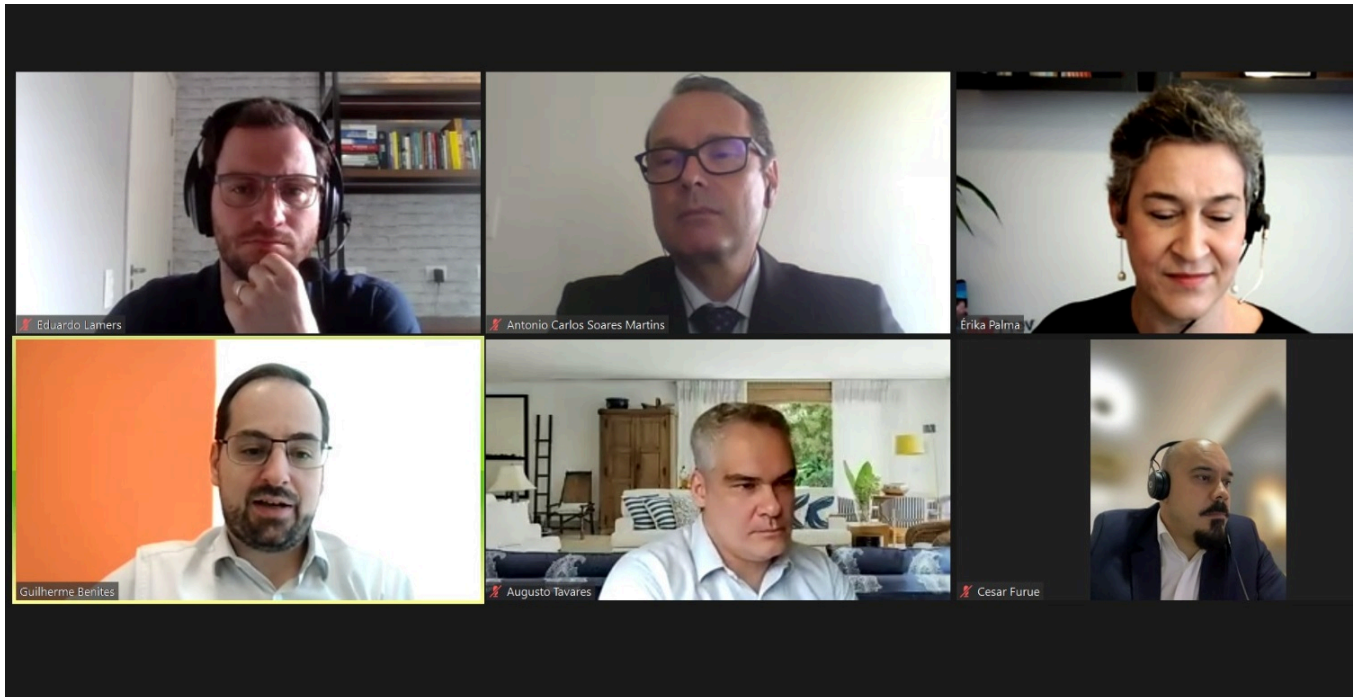 Eduardo Lamers
Antonio Carlos Soares Martins
Érika Palma
Guilherme Benites
Augusto Tavares
Cesar Furue